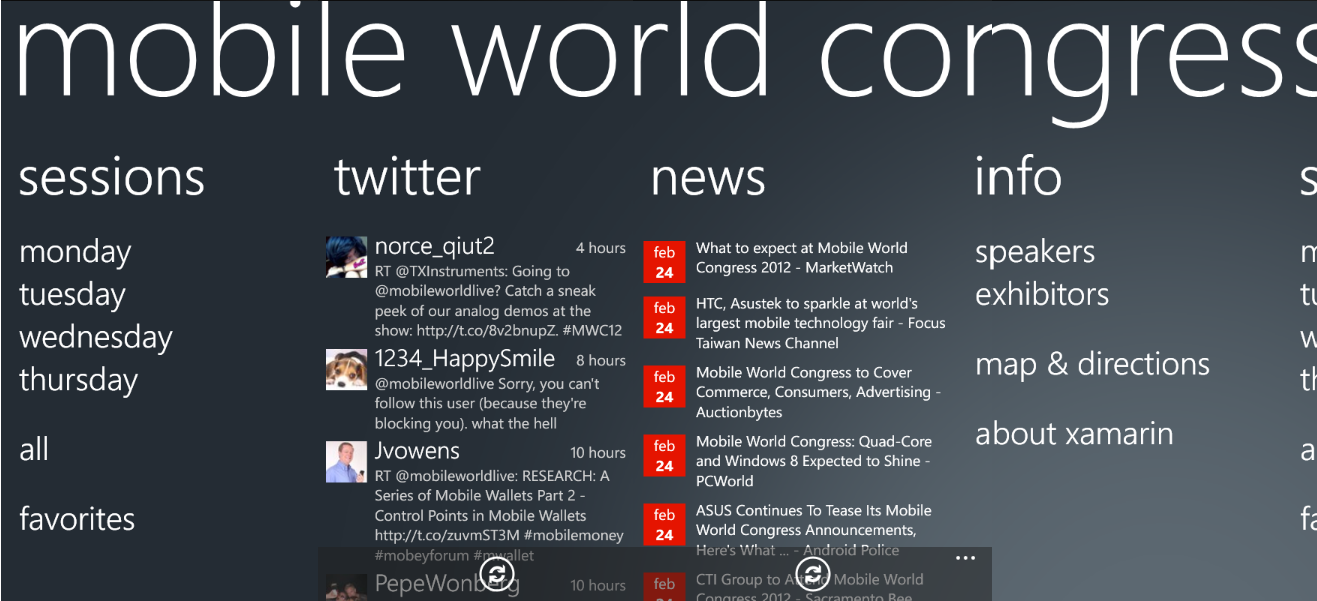 mobile world congress
sessions
monday
tuesday
wednesday
thursday
all
favorites
twitter
norce_qiut2
4 hours
RT @TXInstruments: Going to
@mobileworldlive? Catch a sneak
peek of our analog demos at the
show: http://t.co/8v2bnupZ. #MWC12
1234_HappySmile
8 hours
@mobileworldlive Sorry, you can't
follow this user (because they're
blocking you). what the hell
Jvowens
10 hours
RT @mobileworldlive: RESEARCH: A
Series of Mobile Wallets Part 2 -
Control Points in Mobile Wallets
http://t.co/zuvmST3M #mobilemoney
#mobeyforum #mwallet
PepeWonberg
10 hours
news
feb
24
What to expect at Mobile World
Congress 2012 - MarketWatch
feb
24
HTC, Asustek to sparkle at world's
largest mobile technology fair - Focus
Taiwan News Channel
feb
24
Mobile World Congress to Cover
Commerce, Consumers, Advertising -
Auctionbytes
feb
24
Mobile World Congress: Quad-Core
and Windows 8 Expected to Shine -
PCWorld
feb
24
ASUS Continues To Tease Its Mobile
World Congress Announcements,
Here's What ... - Android Police
feb
24
CTI Group to Attend Mobile World
Congress 2012 - Sacramento Bee
info
speakers
exhibitors
map & directions
about xamarin
s
m
tu
w
th
a
fa